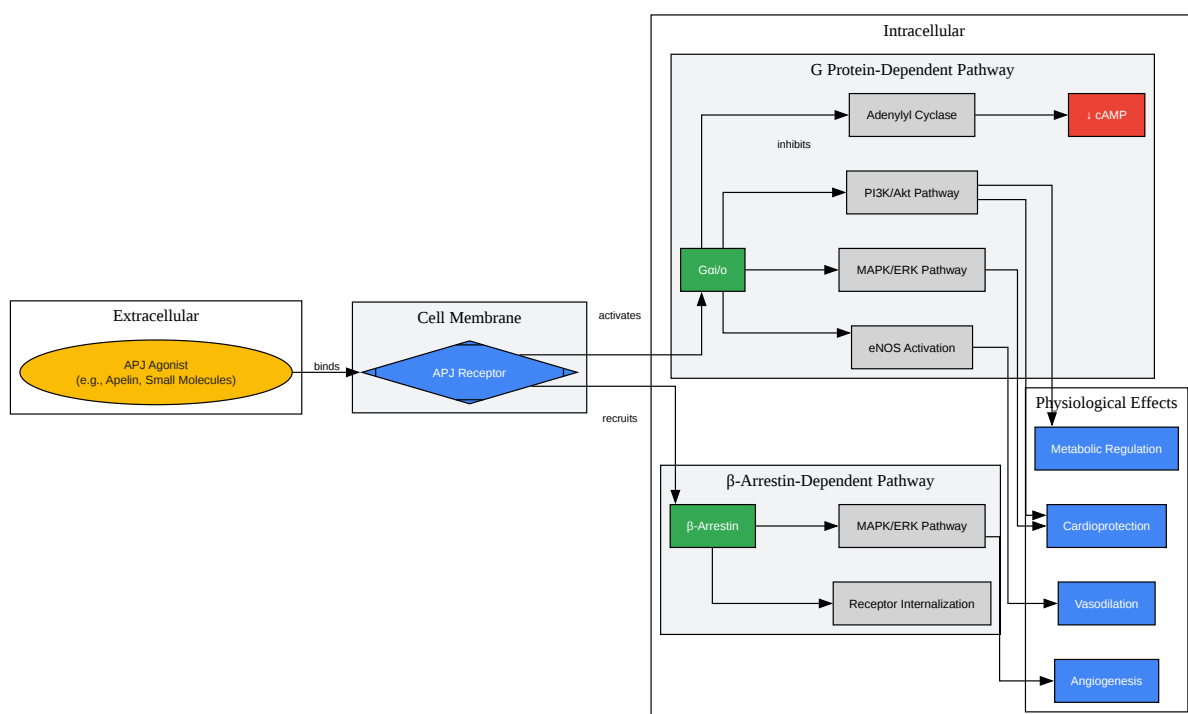 Intracellular
G Protein-Dependent Pathway
Adenylyl Cyclase
↓ cAMP
inhibits
PI3K/Akt Pathway
Gαi/o
MAPK/ERK Pathway
eNOS Activation
Extracellular
APJ Agonist
(e.g., Apelin, Small Molecules)
binds
Cell Membrane
APJ Receptor
activates
recruits
Physiological Effects
Metabolic Regulation
Cardioprotection
Vasodilation
Angiogenesis
β-Arrestin-Dependent Pathway
β-Arrestin
MAPK/ERK Pathway
Receptor Internalization